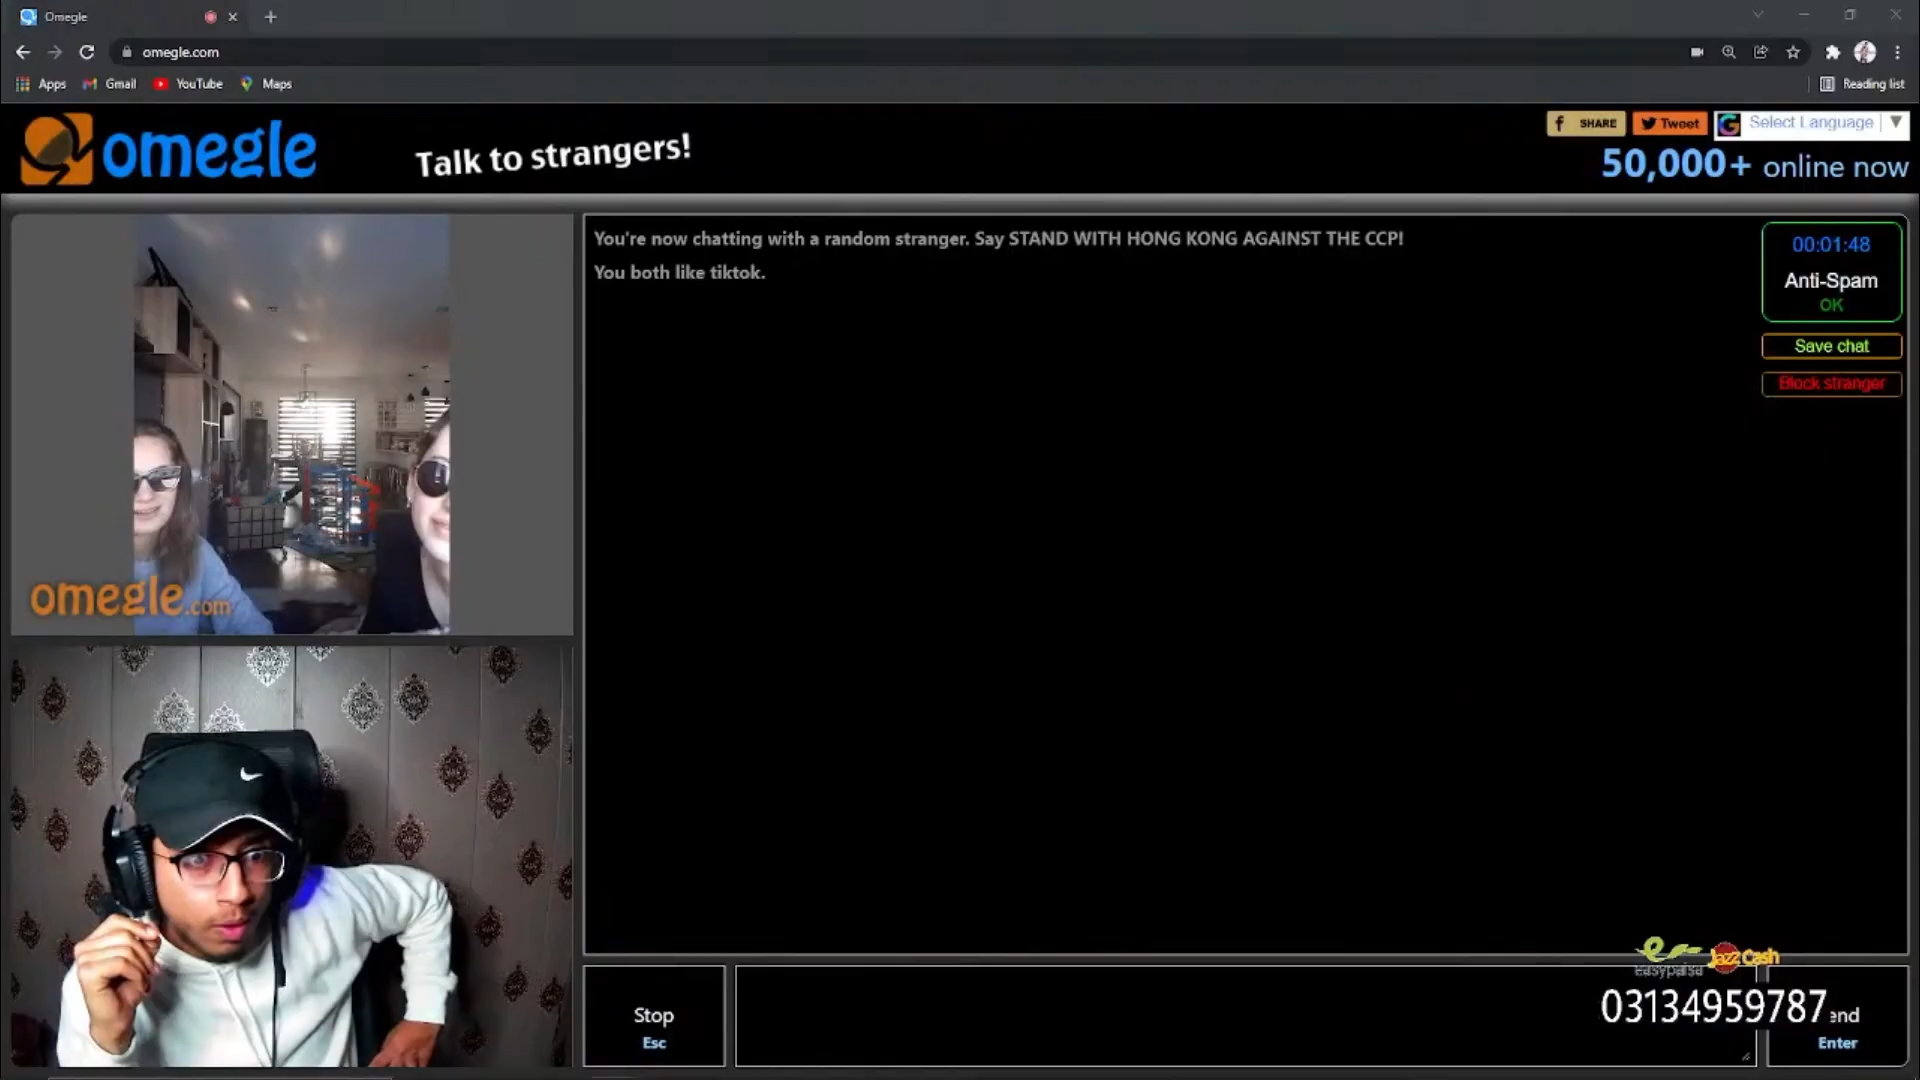 Omegle
omegle.com
Apps
Gmail
YouTube
Maps
Reading list
omegle
Talk to strangers!
SHARE
Tweet
Select Language
50,000+ online now
You're now chatting with a random stranger. Say STAND WITH HONG KONG AGAINST THE CCP!
You both like tiktok.
00:01:48
Anti-Spam
OK
Save chat
Block stranger
omegle.com
easypaisa
JazzCash
03134959787
Stop
Esc
end
Enter